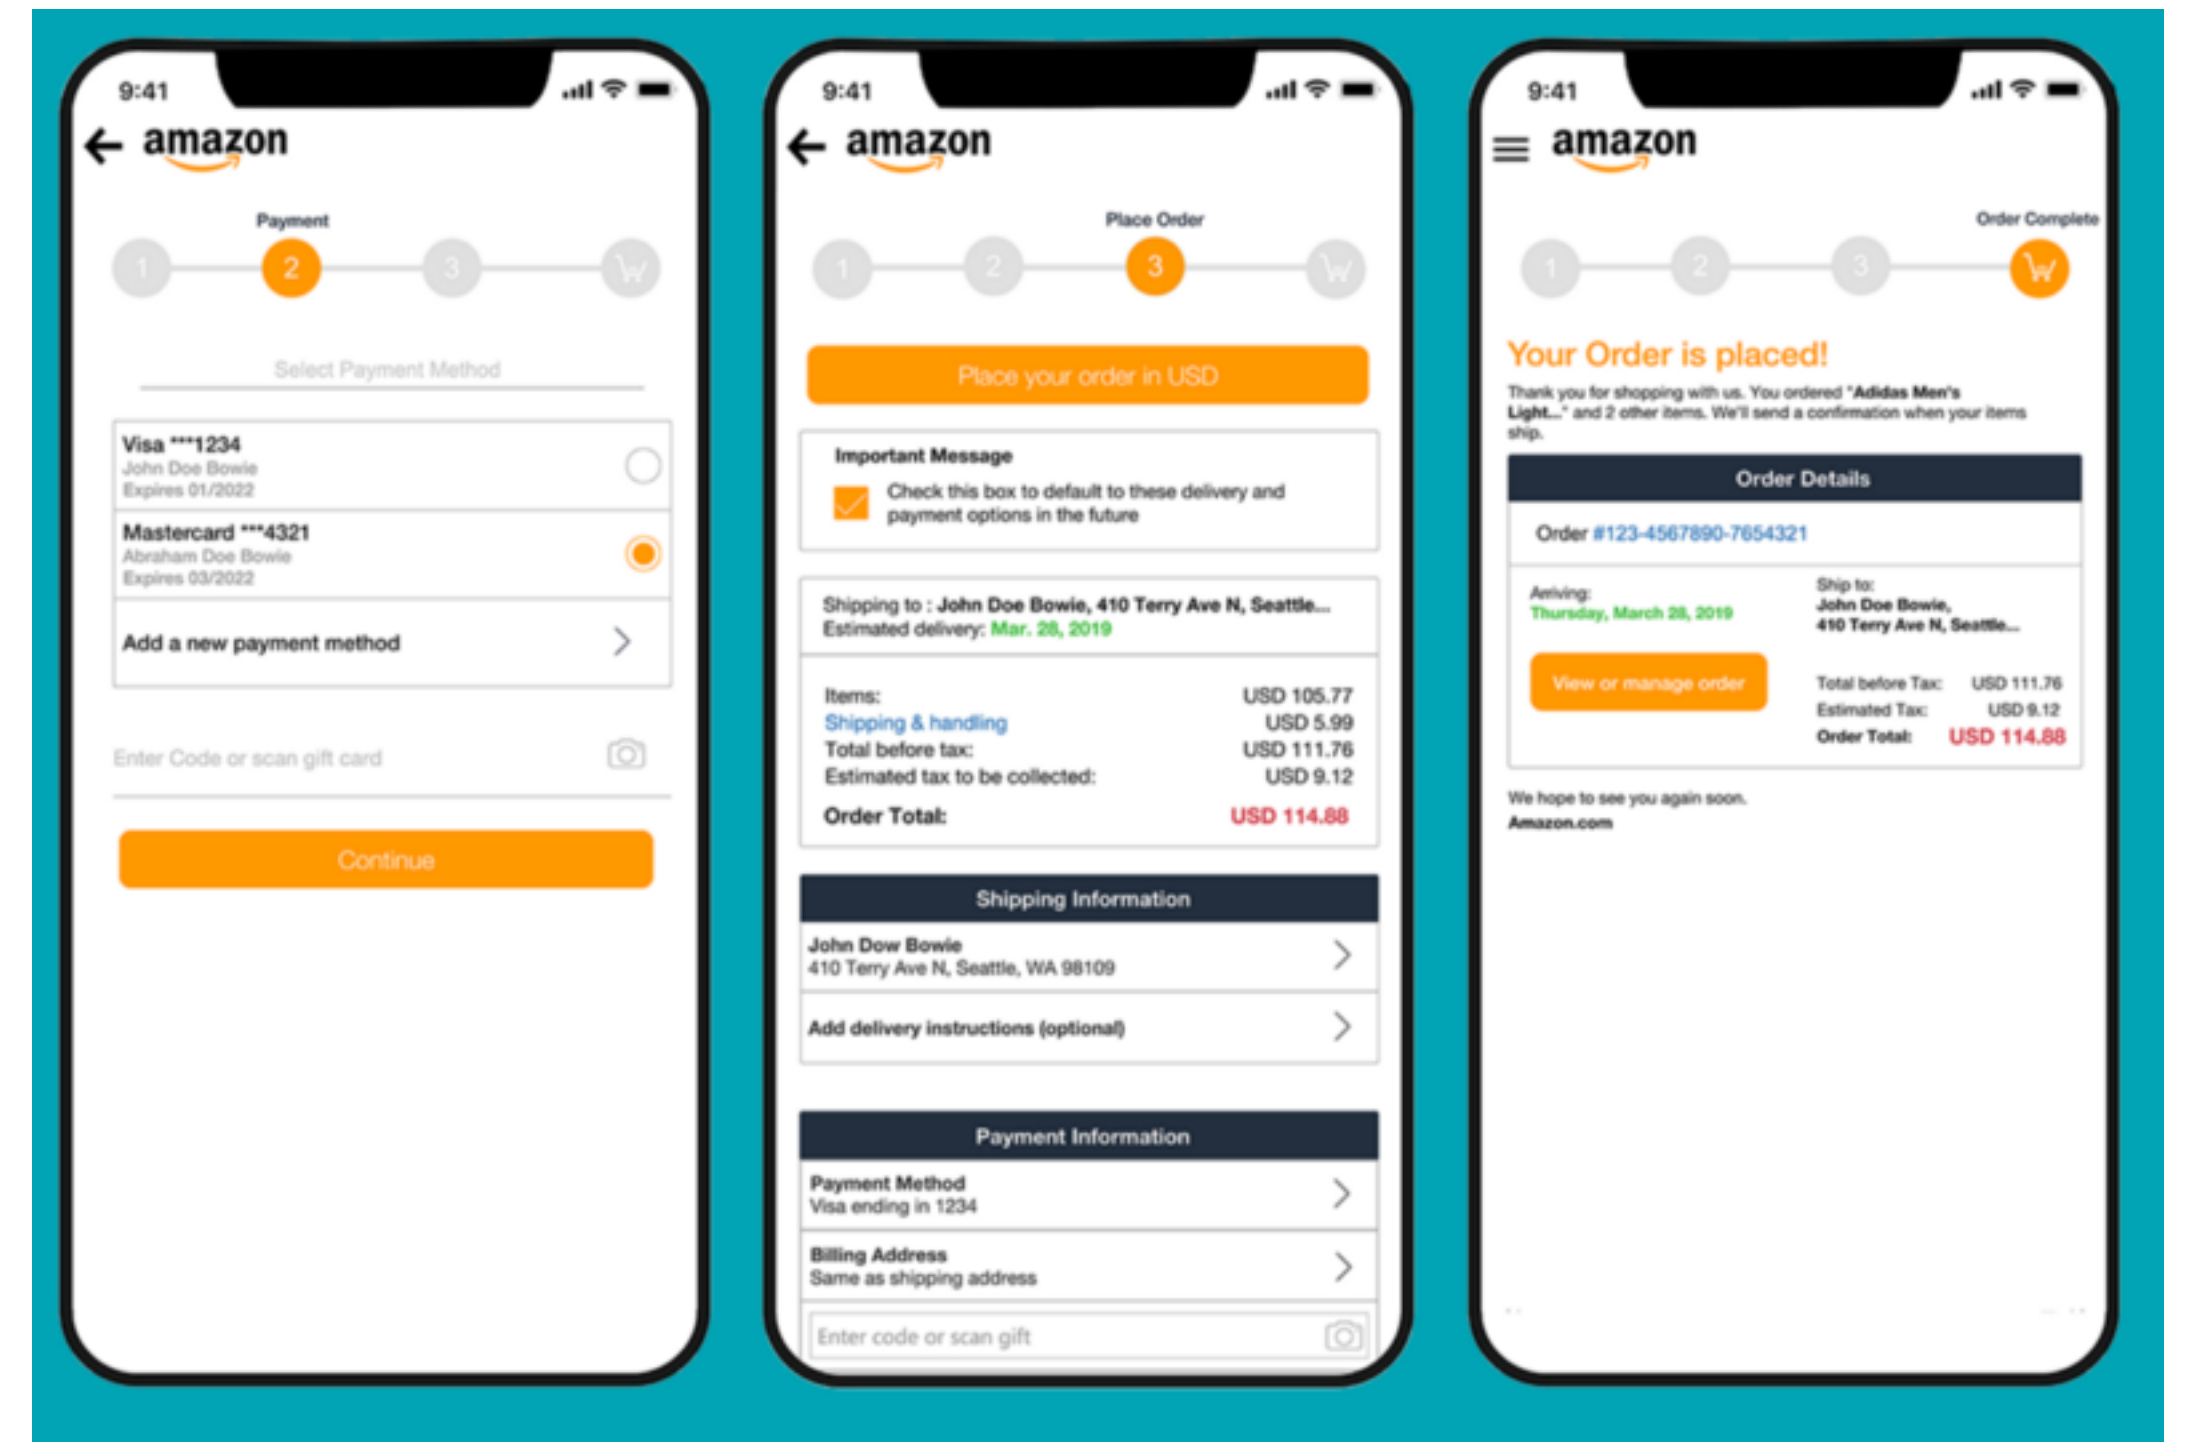 9:41
amazon
Payment
1 2 3
Select Payment Method
Visa ***1234
John Doe Bowie
Expires 01/2022
Mastercard ***4321
Abraham Doe Bowie
Expires 03/2022
Add a new payment method
Enter Code or scan gift card
Continue
9:41
amazon
Place Order
1 2 3
Place your order in USD
Important Message
Check this box to default to these delivery and
payment options in the future
Shipping to : John Doe Bowie, 410 Terry Ave N, Seattle...
Estimated delivery: Mar. 28, 2019
Items: USD 105.77
Shipping & handling USD 5.99
Total before tax: USD 111.76
Estimated tax to be collected: USD 9.12
Order Total: USD 114.88
Shipping Information
John Dow Bowie
410 Terry Ave N, Seattle, WA 98109
Add delivery instructions (optional)
Payment Information
Payment Method
Visa ending in 1234
Billing Address
Same as shipping address
Enter code or scan gift
9:41
amazon
Order Complete
1 2 3
Your Order is placed!
Thank you for shopping with us. You ordered "Adidas Men's
Light..." and 2 other items. We'll send a confirmation when your items
ship.
Order Details
Order #123-4567890-7654321
Arriving:
Thursday, March 28, 2019
Ship to:
John Doe Bowie,
410 Terry Ave N, Seattle...
View or manage order
Total before Tax: USD 111.76
Estimated Tax: USD 9.12
Order Total: USD 114.88
We hope to see you again soon.
Amazon.com